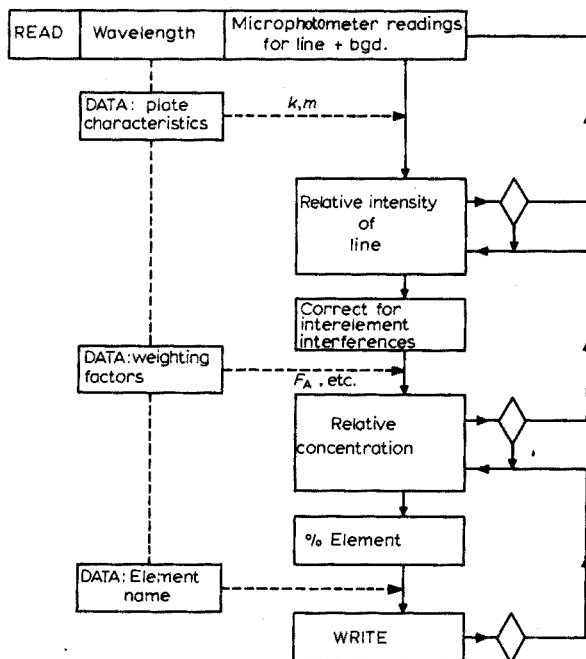 READ Wavelength Microphotometer readings
for line + bgd.
DATA: plate
characteristics
k,m
Relative intensity
of
line
Correct for
interelement
interferences
DATA: weighting
factors
FA, etc.
Relative
concentration
% Element
DATA: Element
name
WRITE